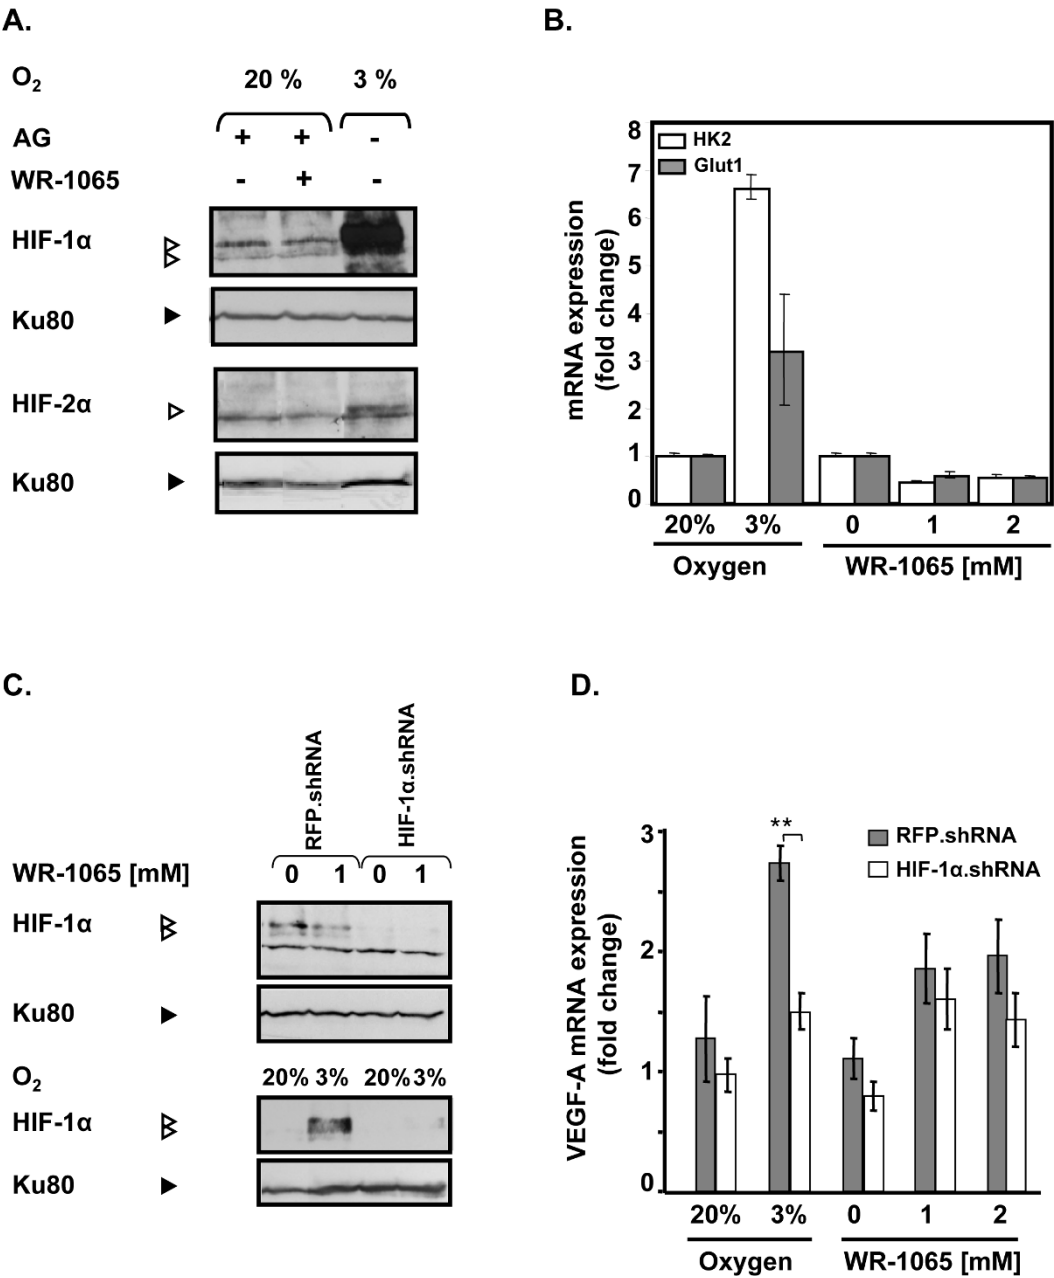 A.
O2 20 % 3 %
AG + + -
WR-1065 - + -
HIF-1α
Ku80
HIF-2α
Ku80
B.
mRNA expression
(fold change)
8
7
6
5
4
3
2
1
0
HK2
Glut1
20% 3% 0 1 2
Oxygen WR-1065 [mM]
C.
RFP.shRNA
HIF-1α.shRNA
WR-1065 [mM] 0 1 0 1
HIF-1α
Ku80
O2 20% 3% 20% 3%
HIF-1α
Ku80
D.
VEGF-A mRNA expression
(fold change)
3
2
1
0
**
RFP.shRNA
HIF-1α.shRNA
20% 3% 0 1 2
Oxygen WR-1065 [mM]